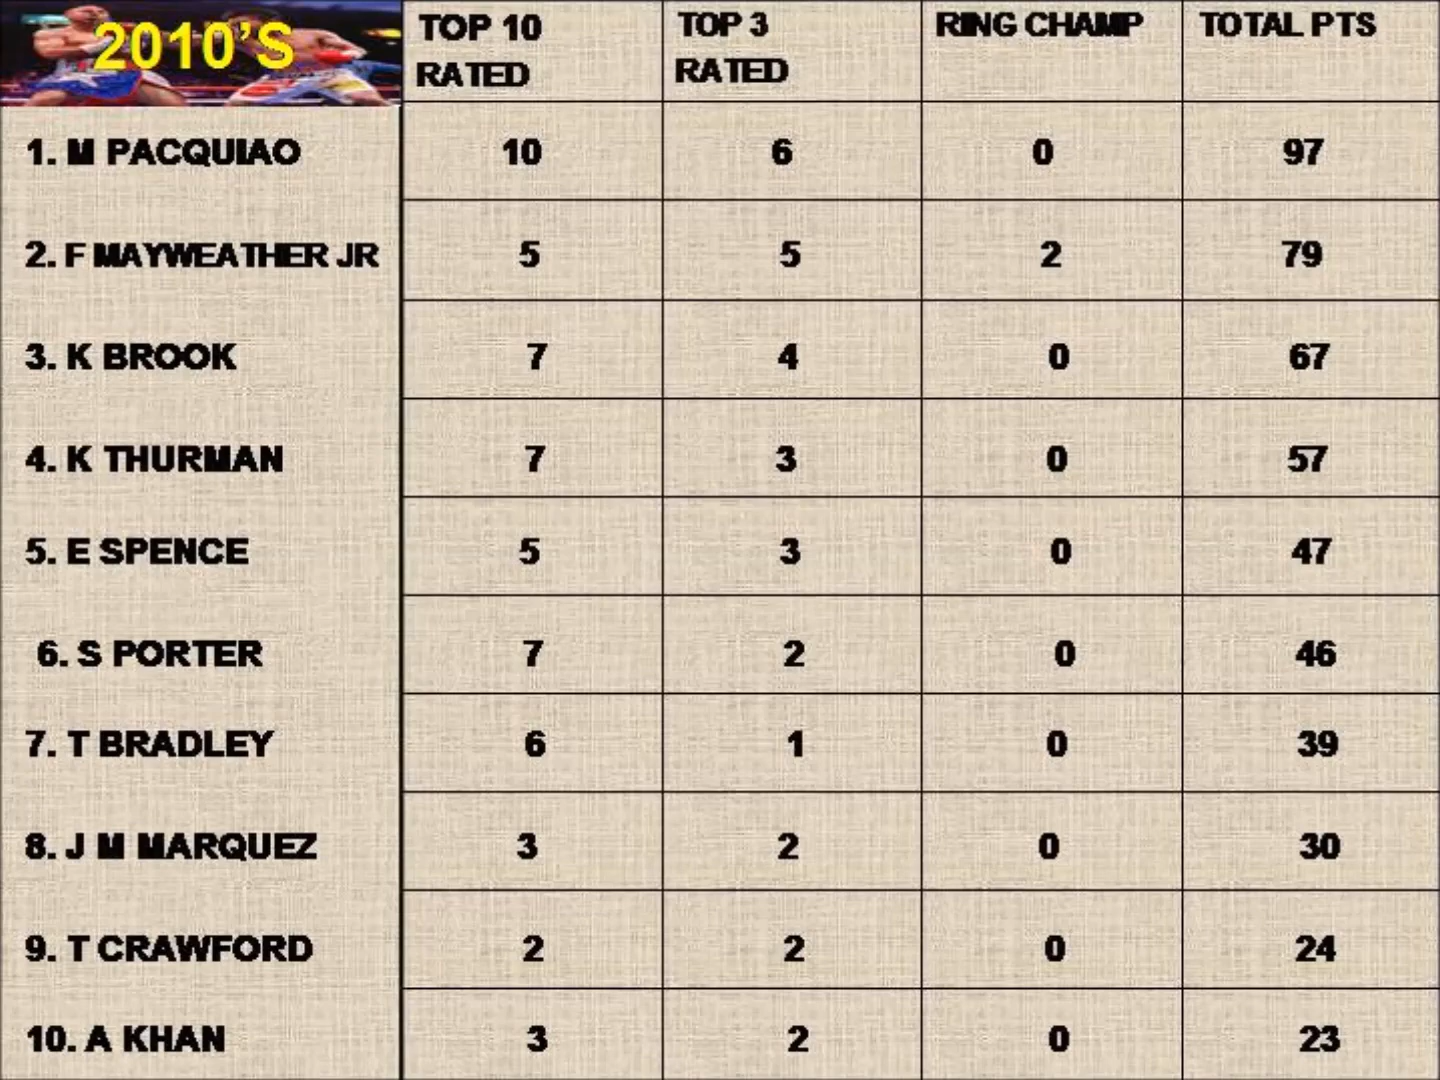 2010'S
TOP 10
RATED
TOP 3
RATED
RING CHAMP
TOTAL PTS
1. M PACQUIAO 10 6 0 97
2. F MAYWEATHER JR 5 5 2 79
3. K BROOK 7 4 0 67
4. K THURMAN 7 3 0 57
5. E SPENCE 5 3 0 47
6. S PORTER 7 2 0 46
7. T BRADLEY 6 1 0 39
8. J M MARQUEZ 3 2 0 30
9. T CRAWFORD 2 2 0 24
10. A KHAN 3 2 0 23